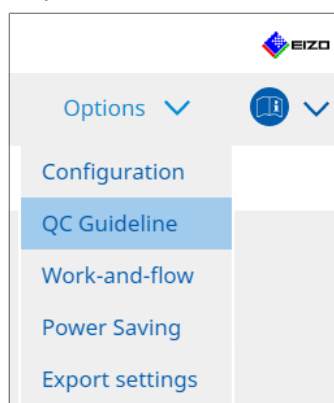 EIZO
Options
Configuration
QC Guideline
Work-and-flow
Power Saving
Export settings